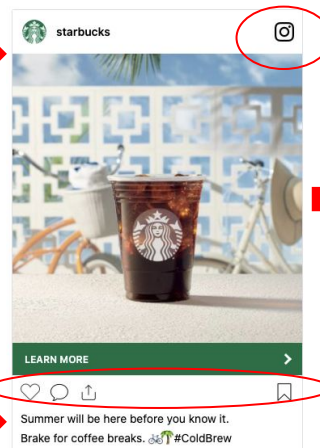 starbucks
LEARN MORE
Summer will be here before you know it.
Brake for coffee breaks. 🚲🌴#ColdBrew